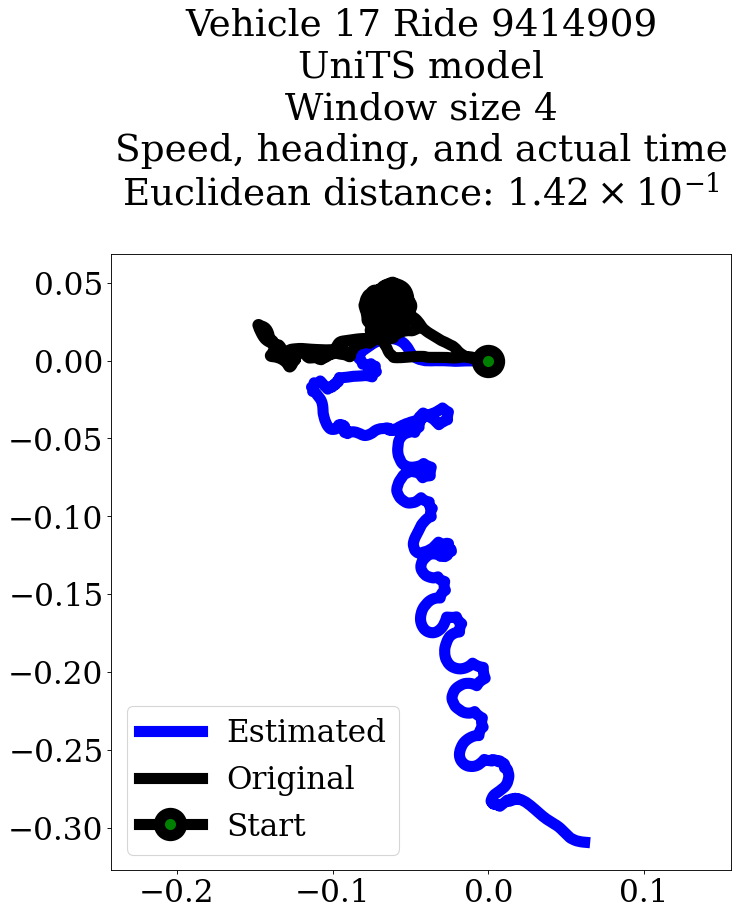 Vehicle 17 Ride 9414909
UniTS model
Window size 4
Speed, heading, and actual time
Euclidean distance: 1.42 × 10⁻¹
0.05
0.00
−0.05
−0.10
−0.15
−0.20
−0.25
−0.30
Estimated
Original
Start
−0.2 −0.1 0.0 0.1